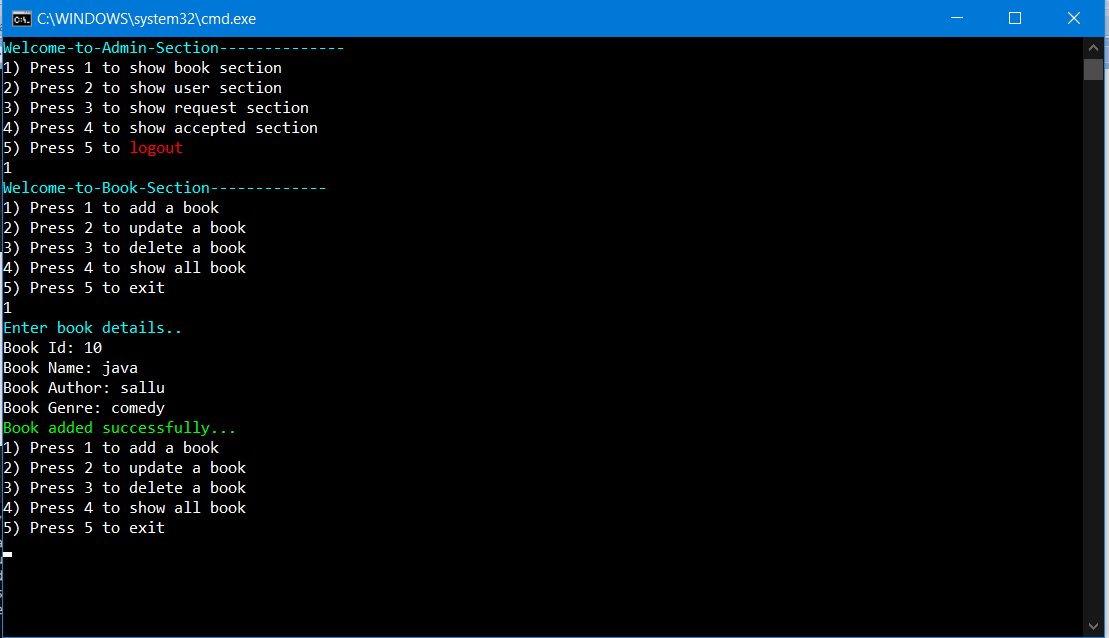 C:\WINDOWS\system32\cmd.exe
Welcome-to-Admin-Section--------------
1) Press 1 to show book section
2) Press 2 to show user section
3) Press 3 to show request section
4) Press 4 to show accepted section
5) Press 5 to logout
1
Welcome-to-Book-Section-------------
1) Press 1 to add a book
2) Press 2 to update a book
3) Press 3 to delete a book
4) Press 4 to show all book
5) Press 5 to exit
1
Enter book details..
Book Id: 10
Book Name: java
Book Author: sallu
Book Genre: comedy
Book added successfully...
1) Press 1 to add a book
2) Press 2 to update a book
3) Press 3 to delete a book
4) Press 4 to show all book
5) Press 5 to exit